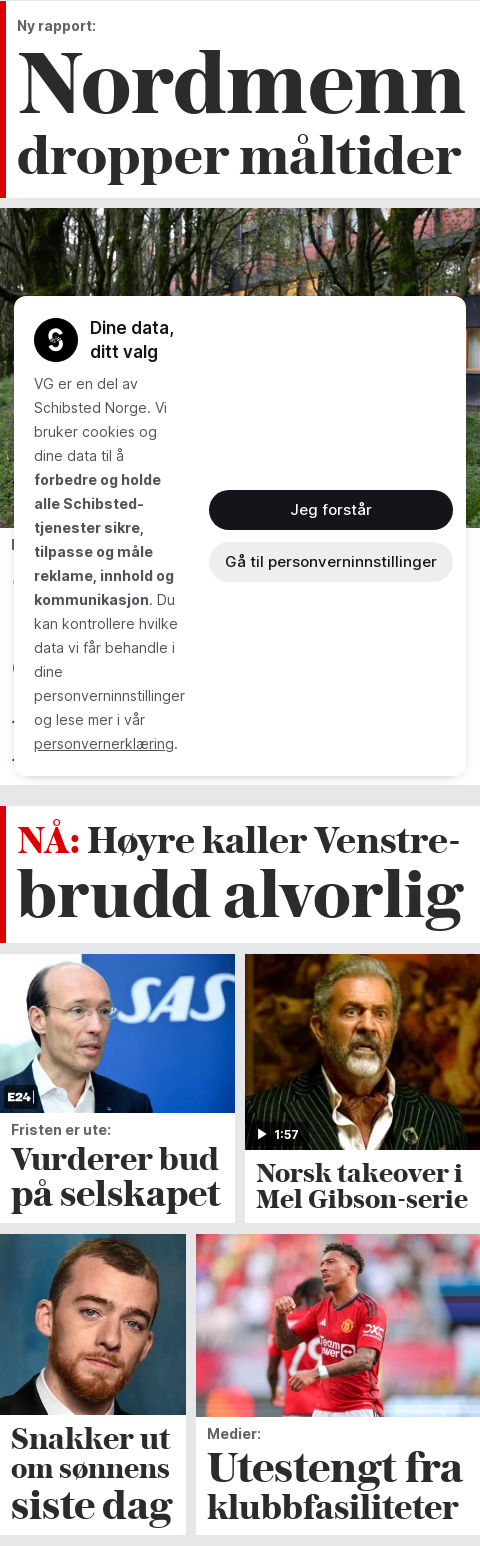 Ny rapport:
Nordmenn
dropper måltider
Dine data,
ditt valg
VG er en del av
Schibsted Norge. Vi
bruker cookies og
dine data til å
forbedre og holde
alle Schibsted-
tjenester sikre,
tilpasse og måle
reklame, innhold og
kommunikasjon. Du
kan kontrollere hvilke
data vi får behandle i
dine
personverninnstillinger
og lese mer i vår
personvernerklæring.
Jeg forstår
Gå til personverninnstillinger
NÅ: Høyre kaller Venstre-
brudd alvorlig
SAS
E24
Fristen er ute:
Vurderer bud
på selskapet
1:57
Norsk takeover i
Mel Gibson-serie
Snakker ut
om sønnens
siste dag
TeamViewer
DXC
Medier:
Utestengt fra
klubbfasiliteter